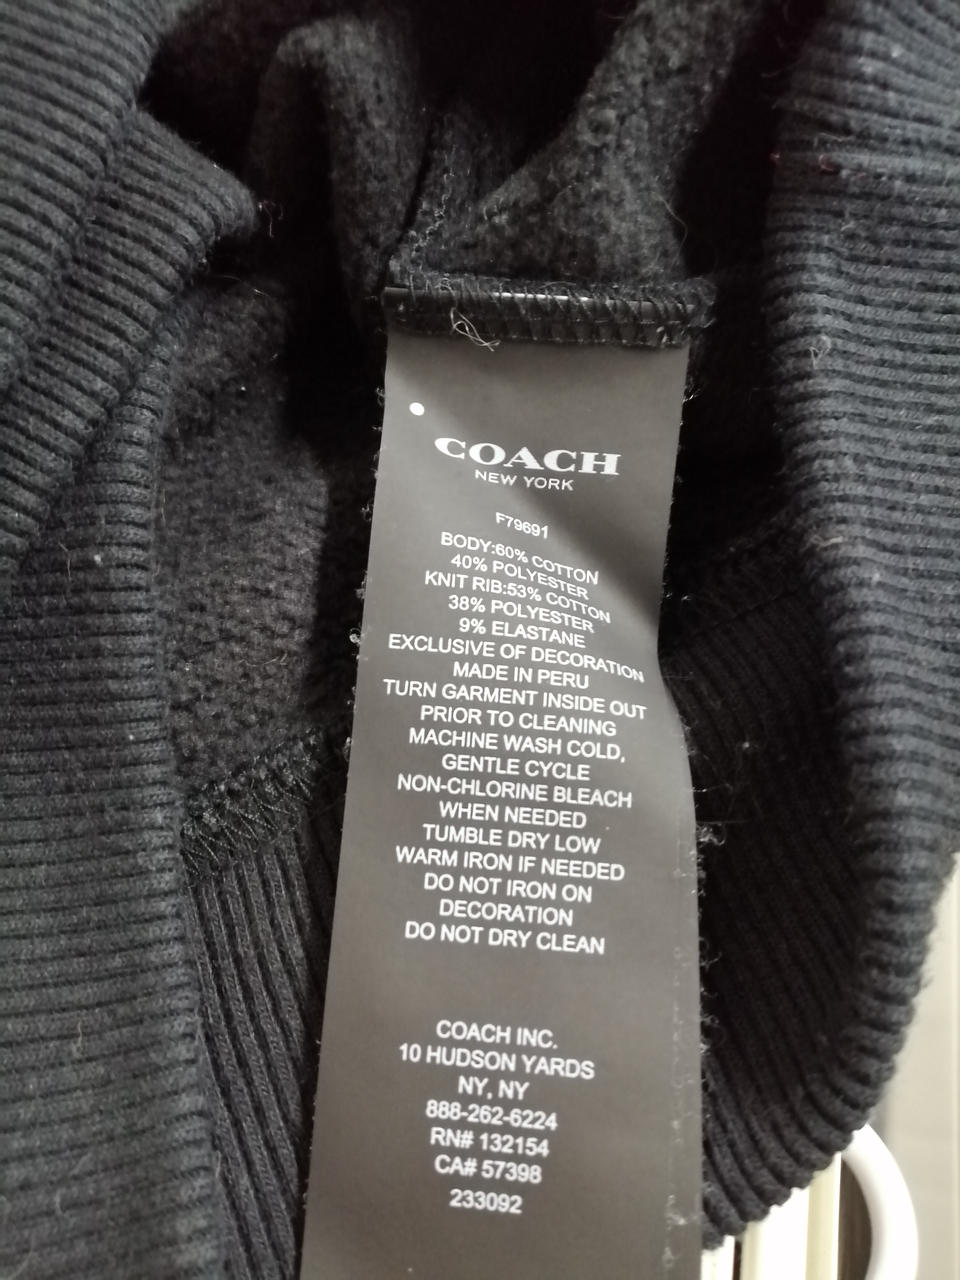 COACH
NEW YORK
F79691
BODY:60% COTTON
40% POLYESTER
KNIT RIB:53% COTTON
38% POLYESTER
9% ELASTANE
EXCLUSIVE OF DECORATION
MADE IN PERU
TURN GARMENT INSIDE OUT
PRIOR TO CLEANING
MACHINE WASH COLD,
GENTLE CYCLE
NON-CHLORINE BLEACH
WHEN NEEDED
TUMBLE DRY LOW
WARM IRON IF NEEDED
DO NOT IRON ON
DECORATION
DO NOT DRY CLEAN
COACH INC.
10 HUDSON YARDS
NY, NY
888-262-6224
RN# 132154
CA# 57398
233092